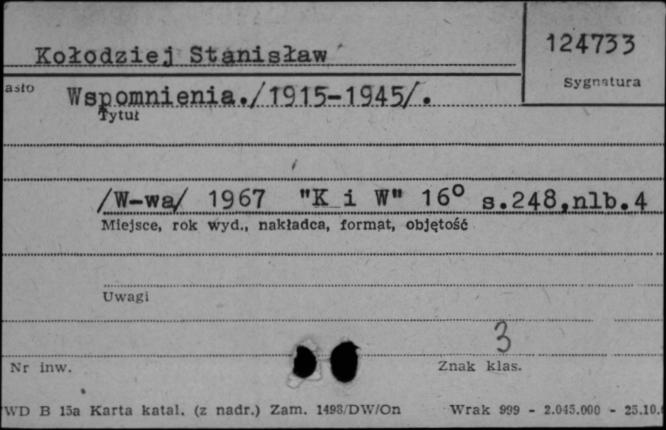 Kołodziej Stanisław
124733
Sygnatura
asło
Wspomnienia./1915-1945/.
Tytuł
/W-wa/ 1967 "K i W" 16° s.248,nlb.4
Miejsce, rok wyd., nakładca, format, objętość
Uwagi
3
Nr inw.
Znak klas.
WD B 15a Karta katal. (z nadr.) Zam. 1498/DW/On Wrak 999 - 2.045.000 - 25.10.